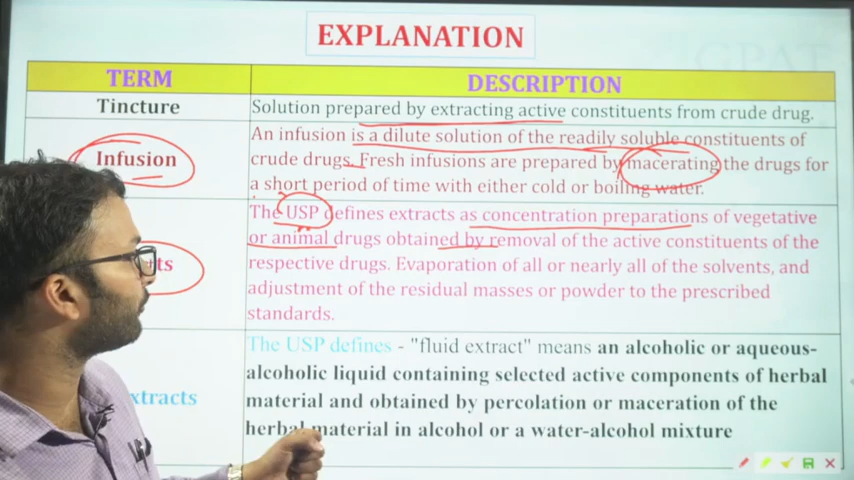 EXPLANATION
TERM
DESCRIPTION
Tincture
Solution prepared by extracting active constituents from crude drug.
Infusion
An infusion is a dilute solution of the readily soluble constituents of
crude drugs. Fresh infusions are prepared by macerating the drugs for
a short period of time with either cold or boiling water.
ts
The USP defines extracts as concentration preparations of vegetative
or animal drugs obtained by removal of the active constituents of the
respective drugs. Evaporation of all or nearly all of the solvents, and
adjustment of the residual masses or powder to the prescribed
standards.
xtracts
The USP defines - "fluid extract" means an alcoholic or aqueous-
alcoholic liquid containing selected active components of herbal
material and obtained by percolation or maceration of the
herbal material in alcohol or a water-alcohol mixture
GPAT